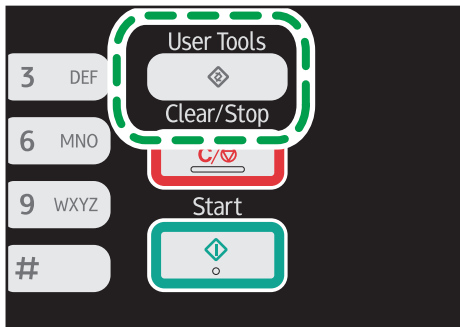 User Tools
3 DEF
Clear/Stop
6 MNO
C/
9 WXYZ
Start
#